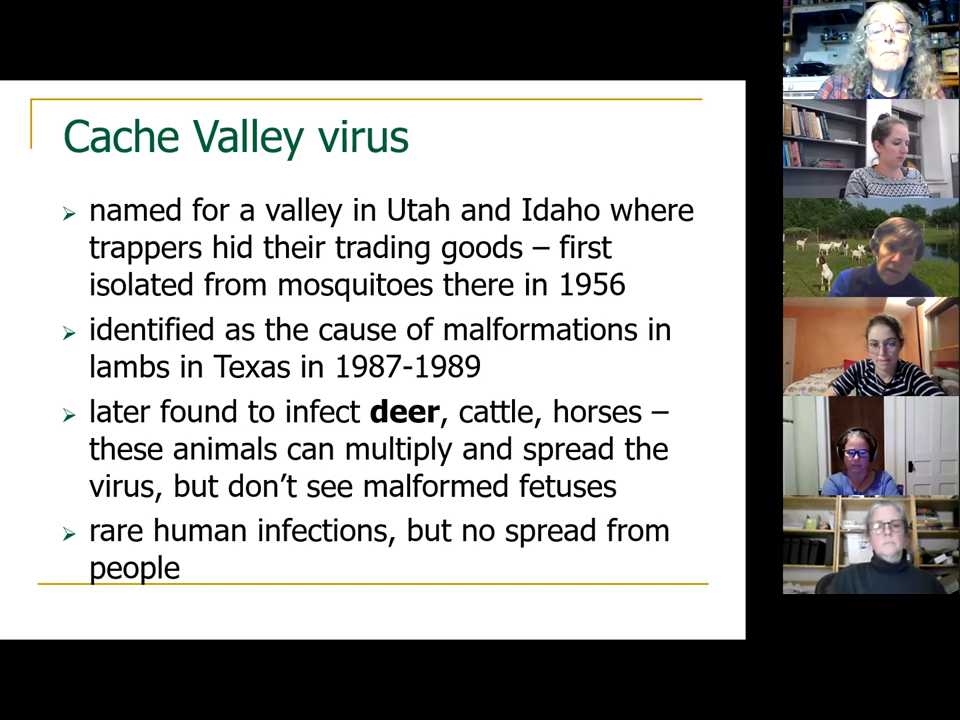 Cache Valley virus
named for a valley in Utah and Idaho where
trappers hid their trading goods – first
isolated from mosquitoes there in 1956
identified as the cause of malformations in
lambs in Texas in 1987-1989
later found to infect deer, cattle, horses –
these animals can multiply and spread the
virus, but don’t see malformed fetuses
rare human infections, but no spread from
people